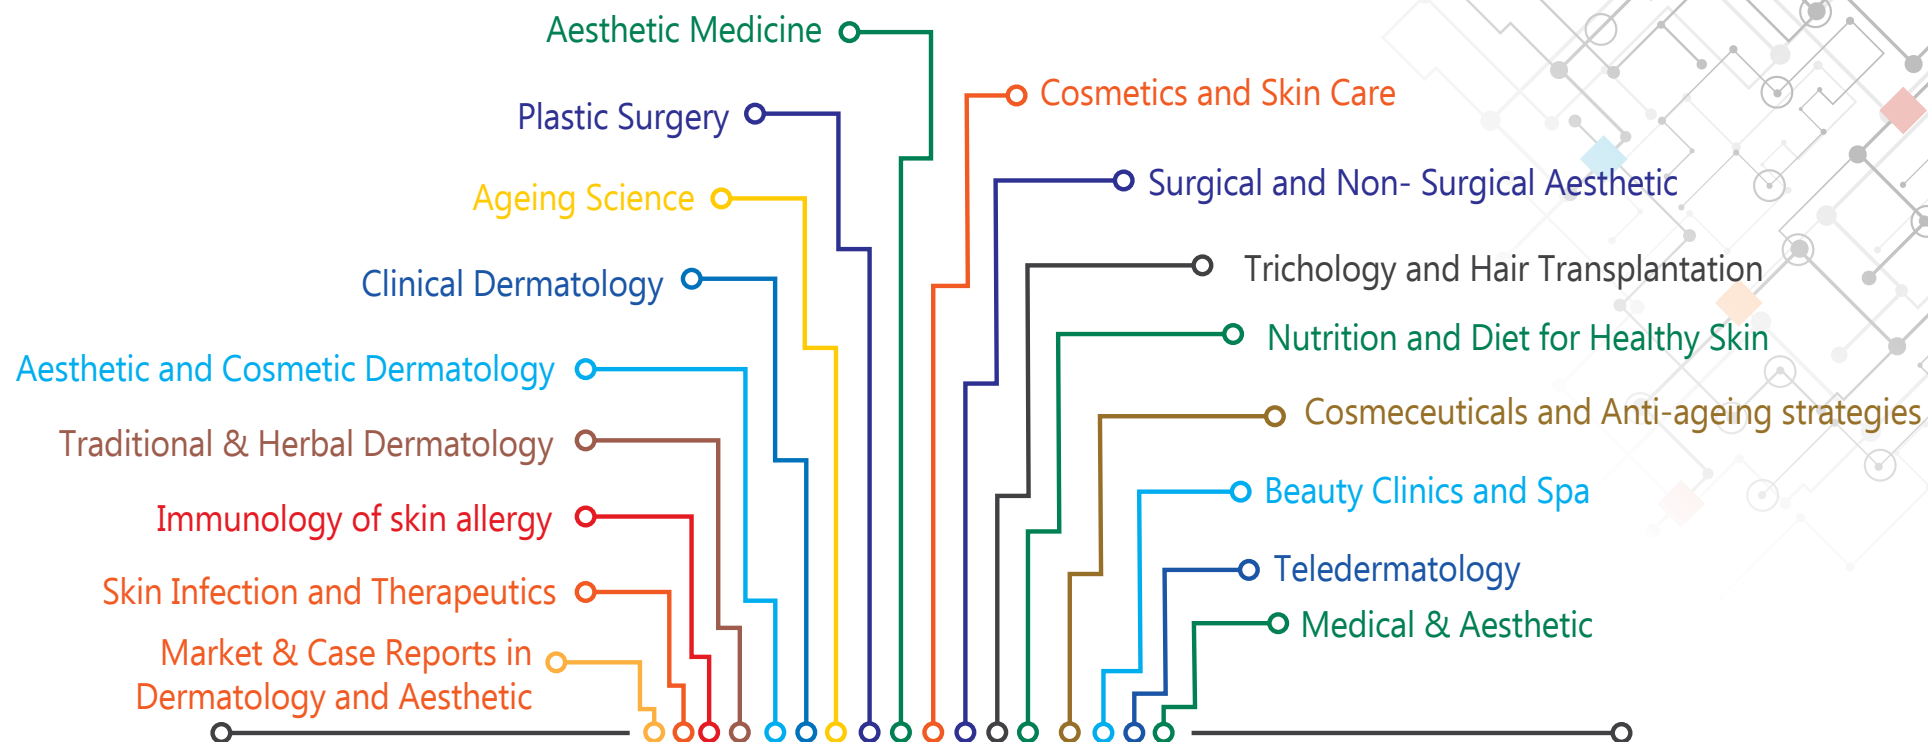 Aesthetic Medicine
Plastic Surgery
Ageing Science
Clinical Dermatology
Aesthetic and Cosmetic Dermatology
Traditional & Herbal Dermatology
Immunology of skin allergy
Skin Infection and Therapeutics
Market & Case Reports in
Dermatology and Aesthetic
Cosmetics and Skin Care
Surgical and Non- Surgical Aesthetic
Trichology and Hair Transplantation
Nutrition and Diet for Healthy Skin
Cosmeceuticals and Anti-ageing strategies
Beauty Clinics and Spa
Teledermatology
Medical & Aesthetic